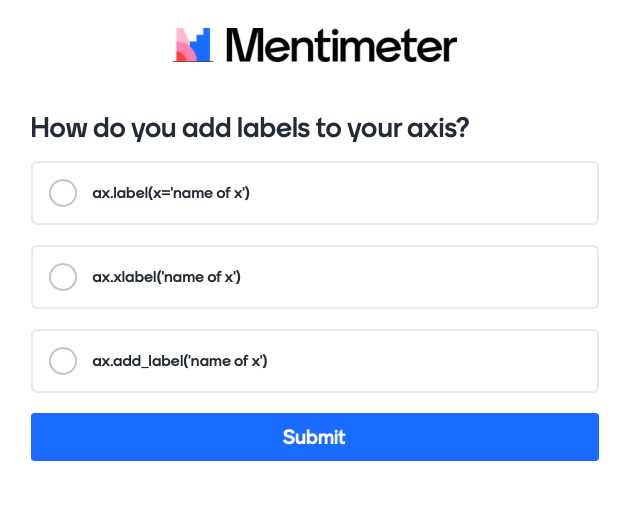 Mentimeter
How do you add labels to your axis?
ax.label(x='name of x')
ax.xlabel('name of x')
ax.add_label('name of x')
Submit